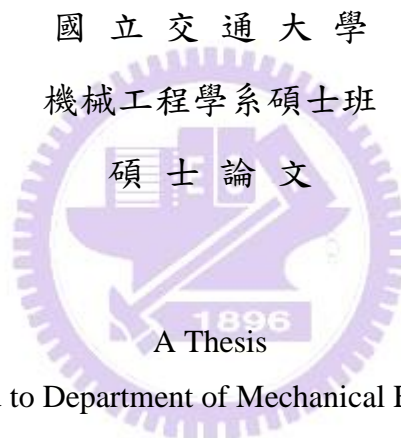 國 立 交 通 大 學
機械工程學系碩士班
碩 士 論 文
1896
A Thesis
to Department of Mechanical